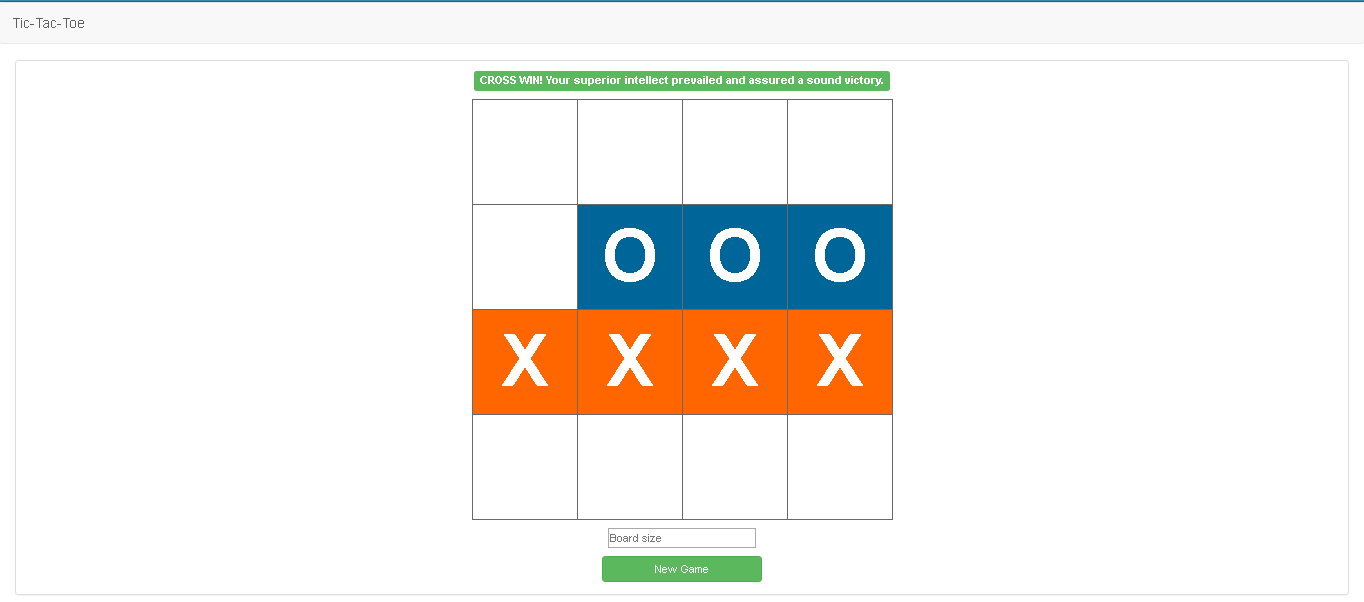 Tic-Tac-Toe
CROSS WIN! Your superior intellect prevailed and assured a sound victory.
O O O
X X X X
Board size
New Game